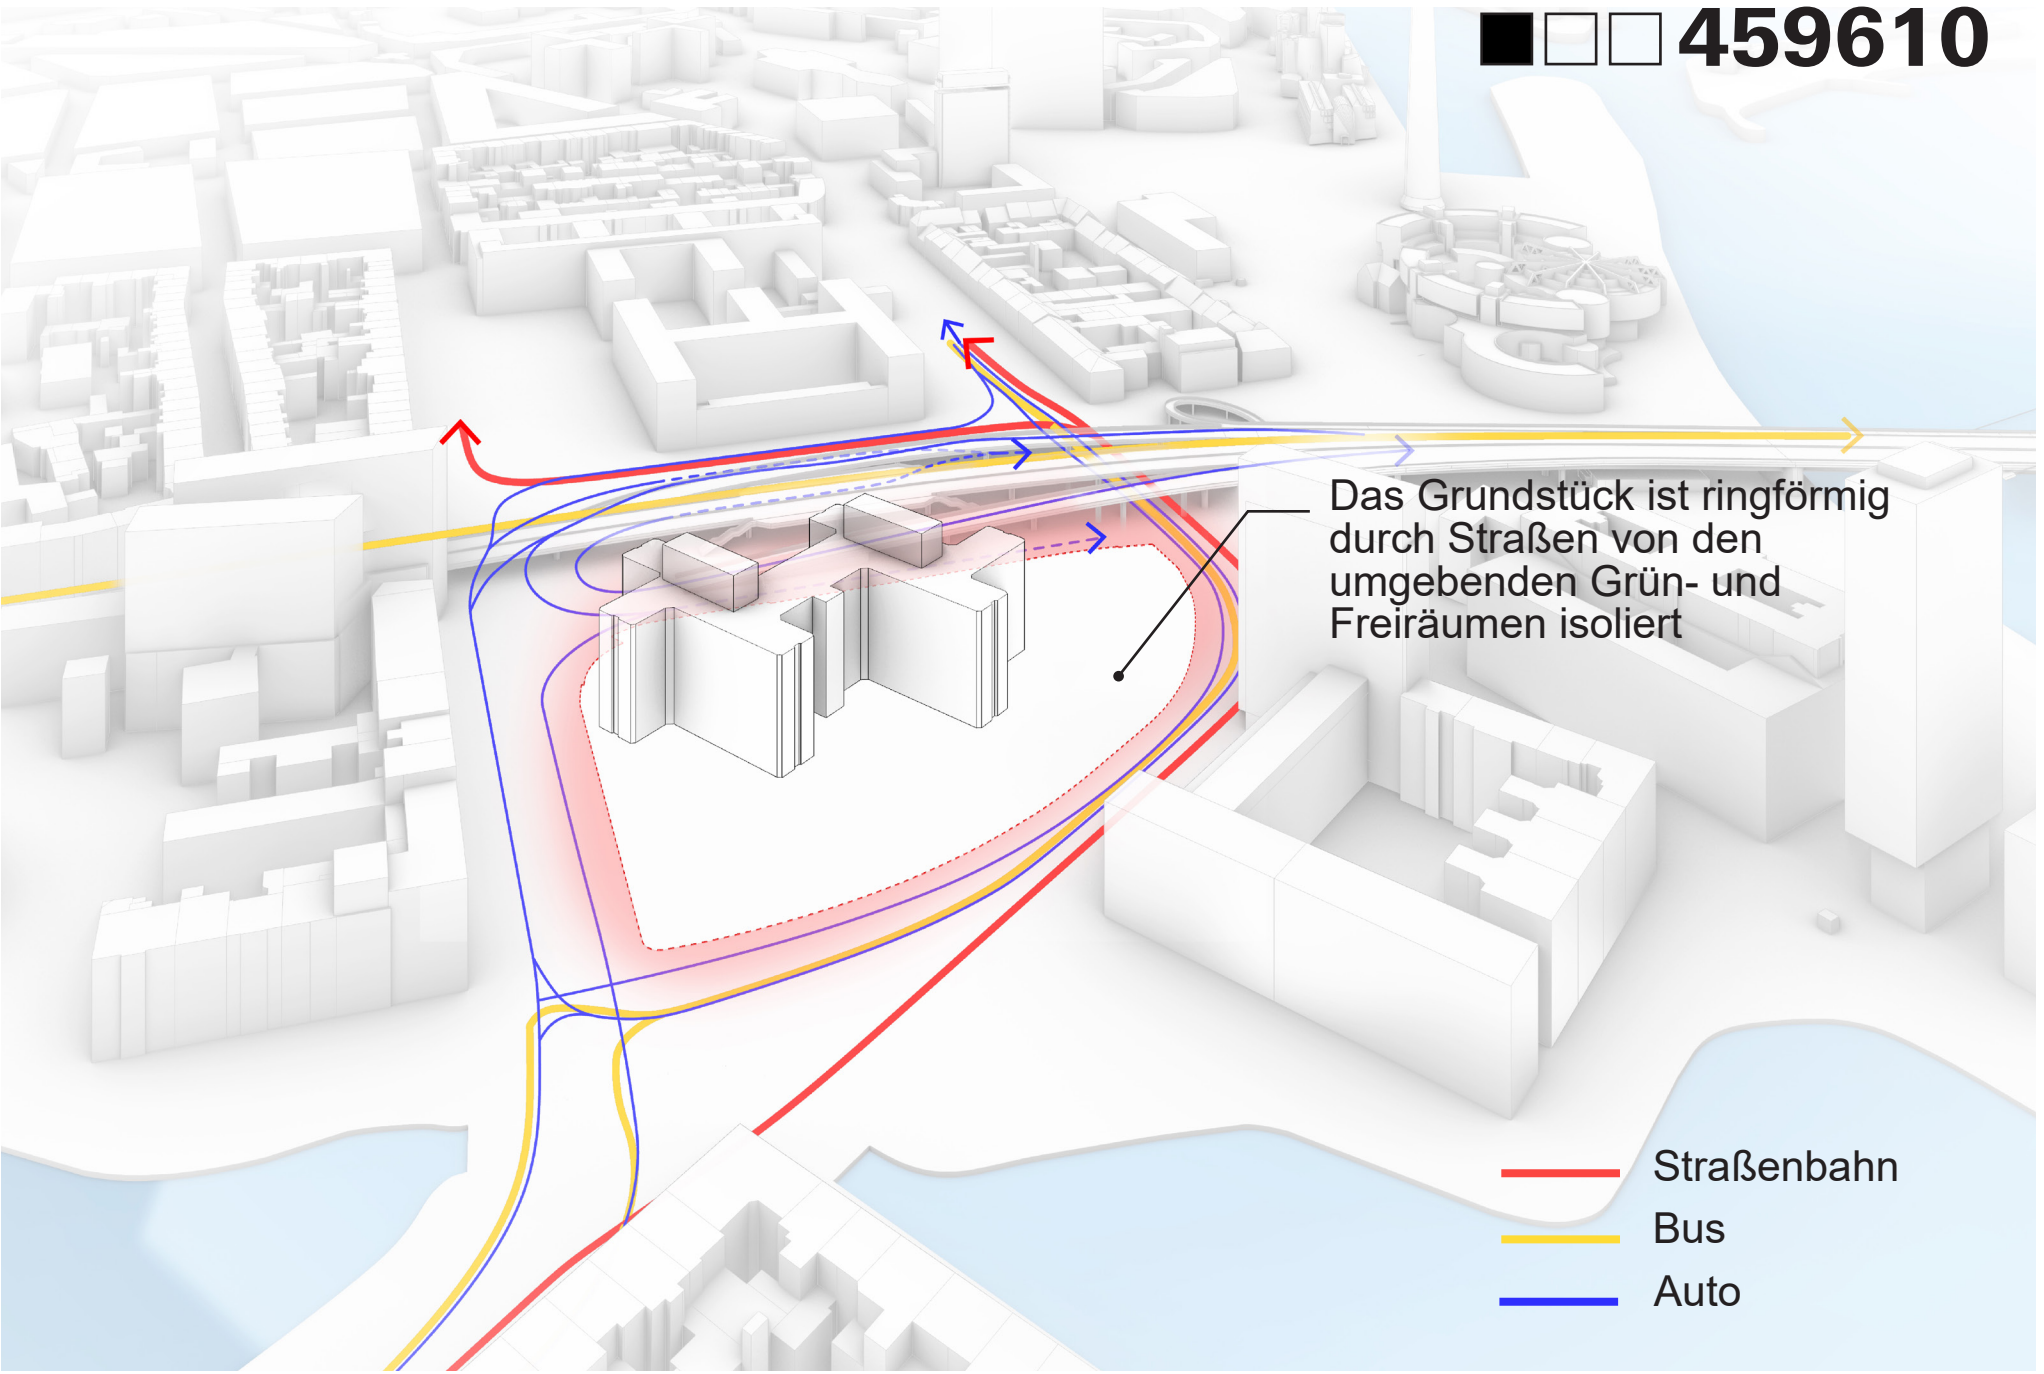 459610
Das Grundstück ist ringförmig
durch Straßen von den
umgebenden Grün- und
Freiräumen isoliert
Straßenbahn
Bus
Auto